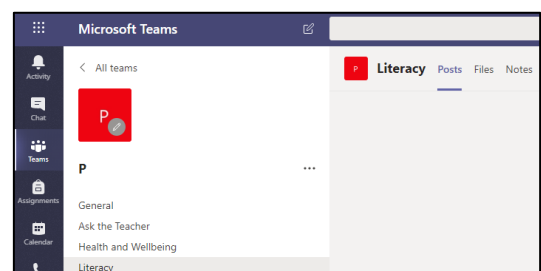 Microsoft Teams
Activity
Chat
Teams
Assignments
Calendar
All teams
P
P
General
Ask the Teacher
Health and Wellbeing
Literacy
P Literacy Posts Files Notes